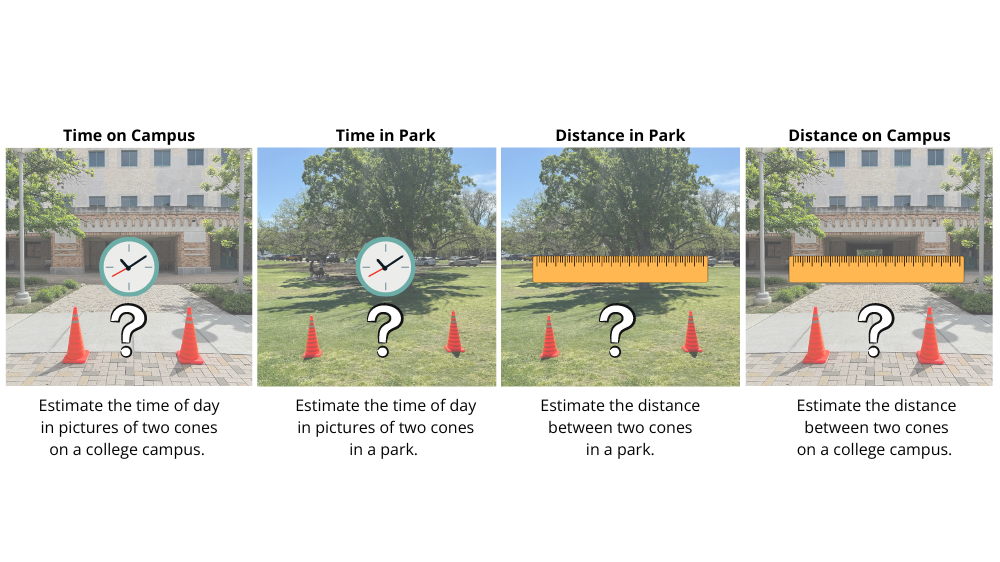 Time on Campus
Time in Park
Distance in Park
Distance on Campus
?
?
?
?
Estimate the time of day
in pictures of two cones
on a college campus.
Estimate the time of day
in pictures of two cones
in a park.
Estimate the distance
between two cones
in a park.
Estimate the distance
between two cones
on a college campus.